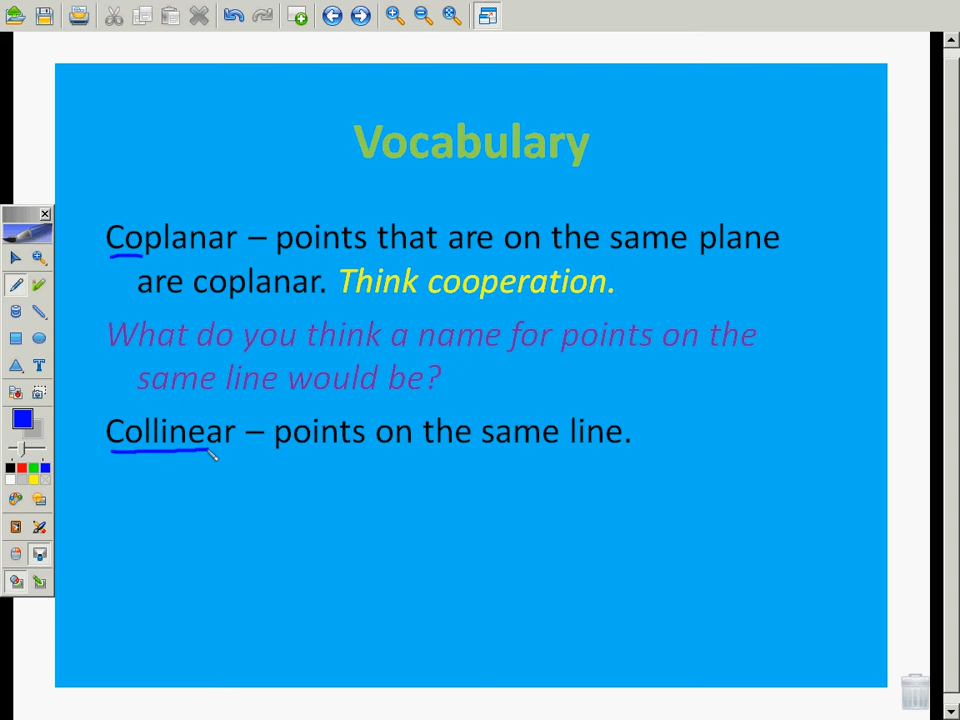 Vocabulary
Coplanar – points that are on the same plane
are coplanar. Think cooperation.
What do you think a name for points on the
same line would be?
Collinear – points on the same line.